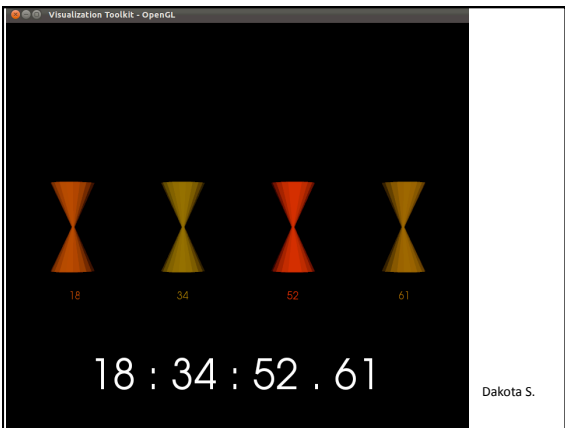 Visualization Toolkit - OpenGL
18 34 52 61
18 : 34 : 52 . 61
Dakota S.